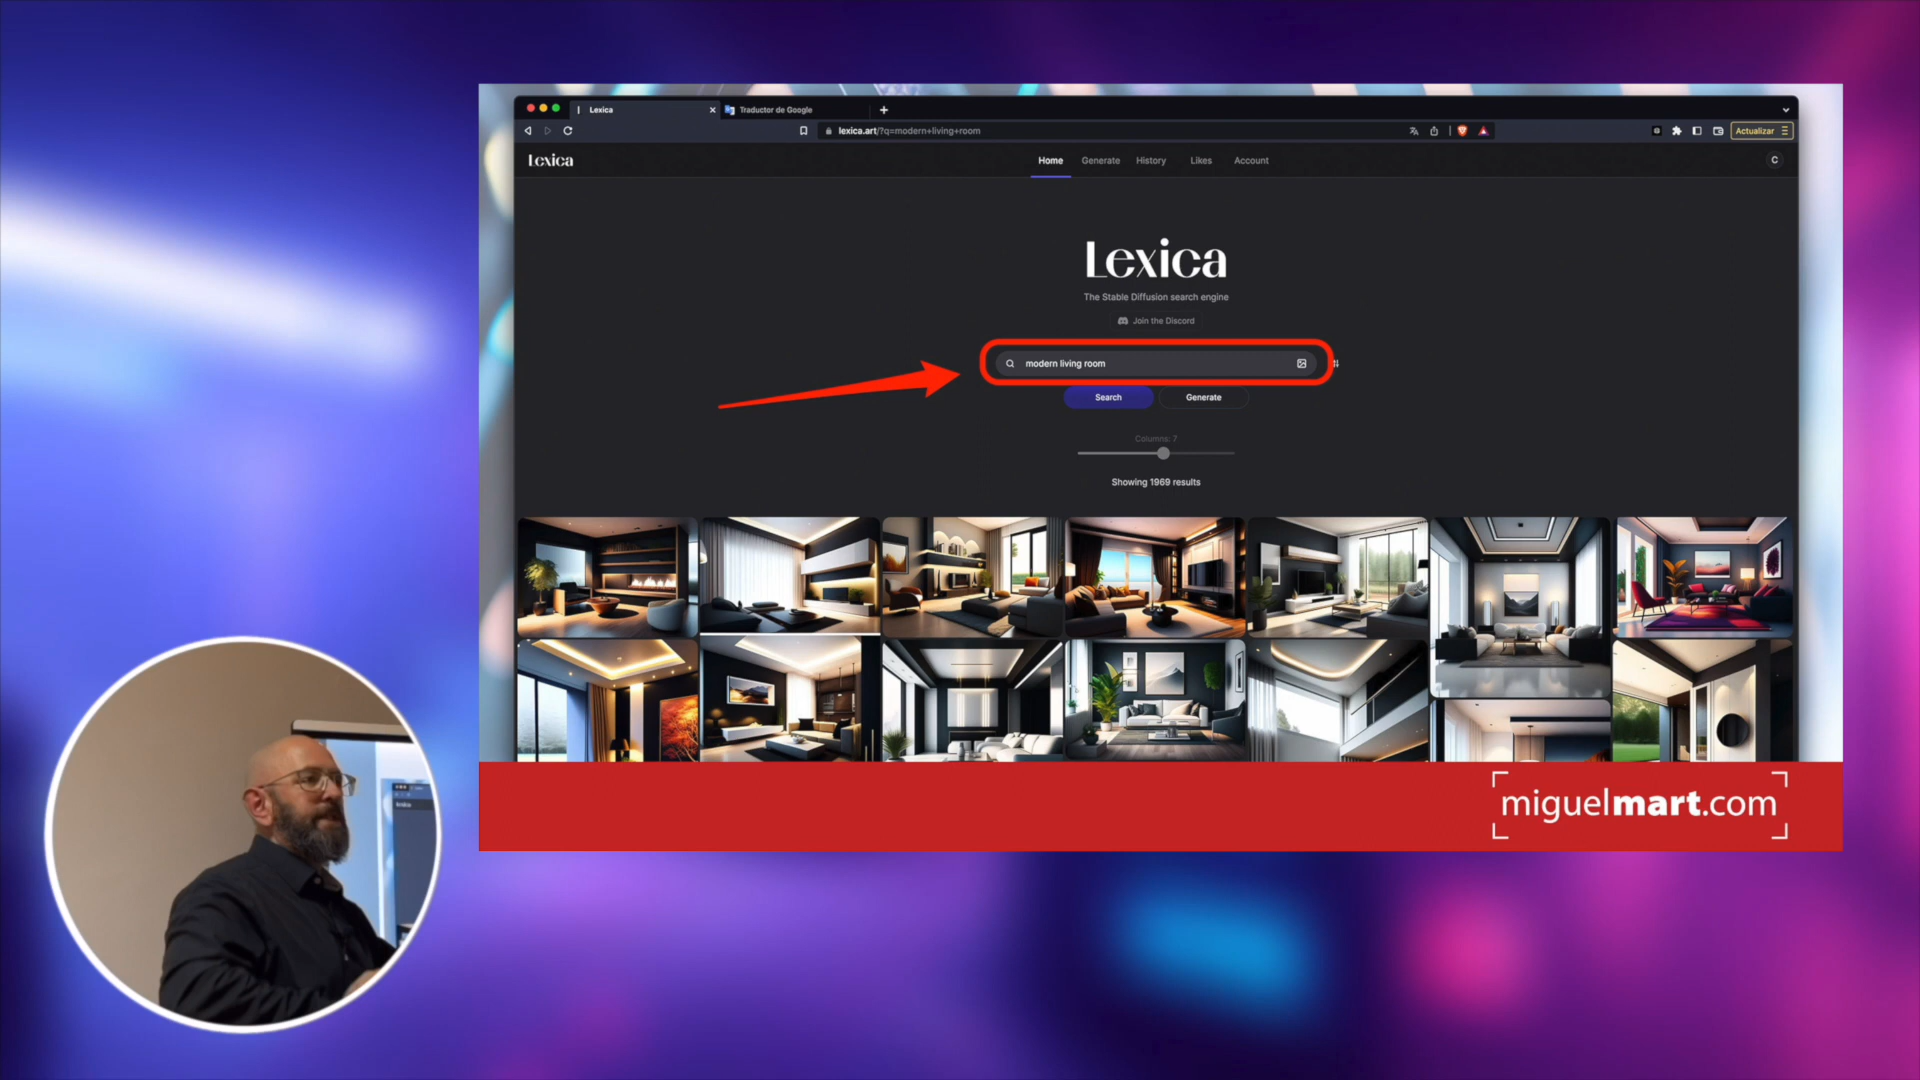 Lexica
Traductor de Google
lexica.art/?q=modern+living+room
Actualizar
Lexica
Home
Generate
History
Likes
Account
C
Lexica
The Stable Diffusion search engine
Join the Discord
modern living room
Search
Generate
Columns: 7
Showing 1969 results
miguelmart.com